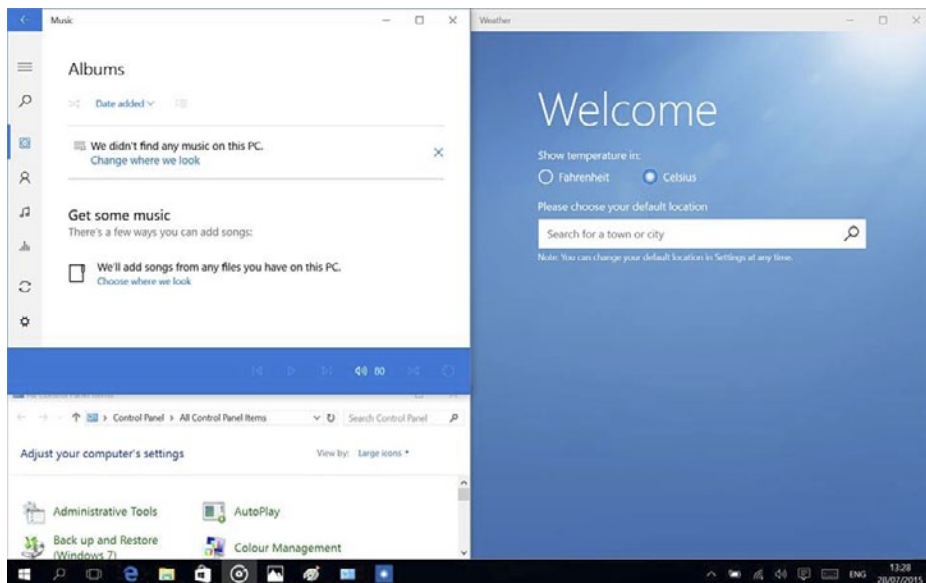 Music
Albums
Date added
We didn't find any music on this PC.
Change where we look
Get some music
There's a few ways you can add songs:
We'll add songs from any files you have on this PC.
Choose where we look
80
Weather
Welcome
Show temperature in:
Fahrenheit
Celsius
Please choose your default location
Search for a town or city
Note: You can change your default location in Settings at any time.
All Control Panel Items
Control Panel
All Control Panel Items
Search Control Panel
Adjust your computer's settings
View by: Large icons
Administrative Tools
AutoPlay
Back up and Restore
(Windows 7)
Colour Management
ENG
13:28
28/07/2015